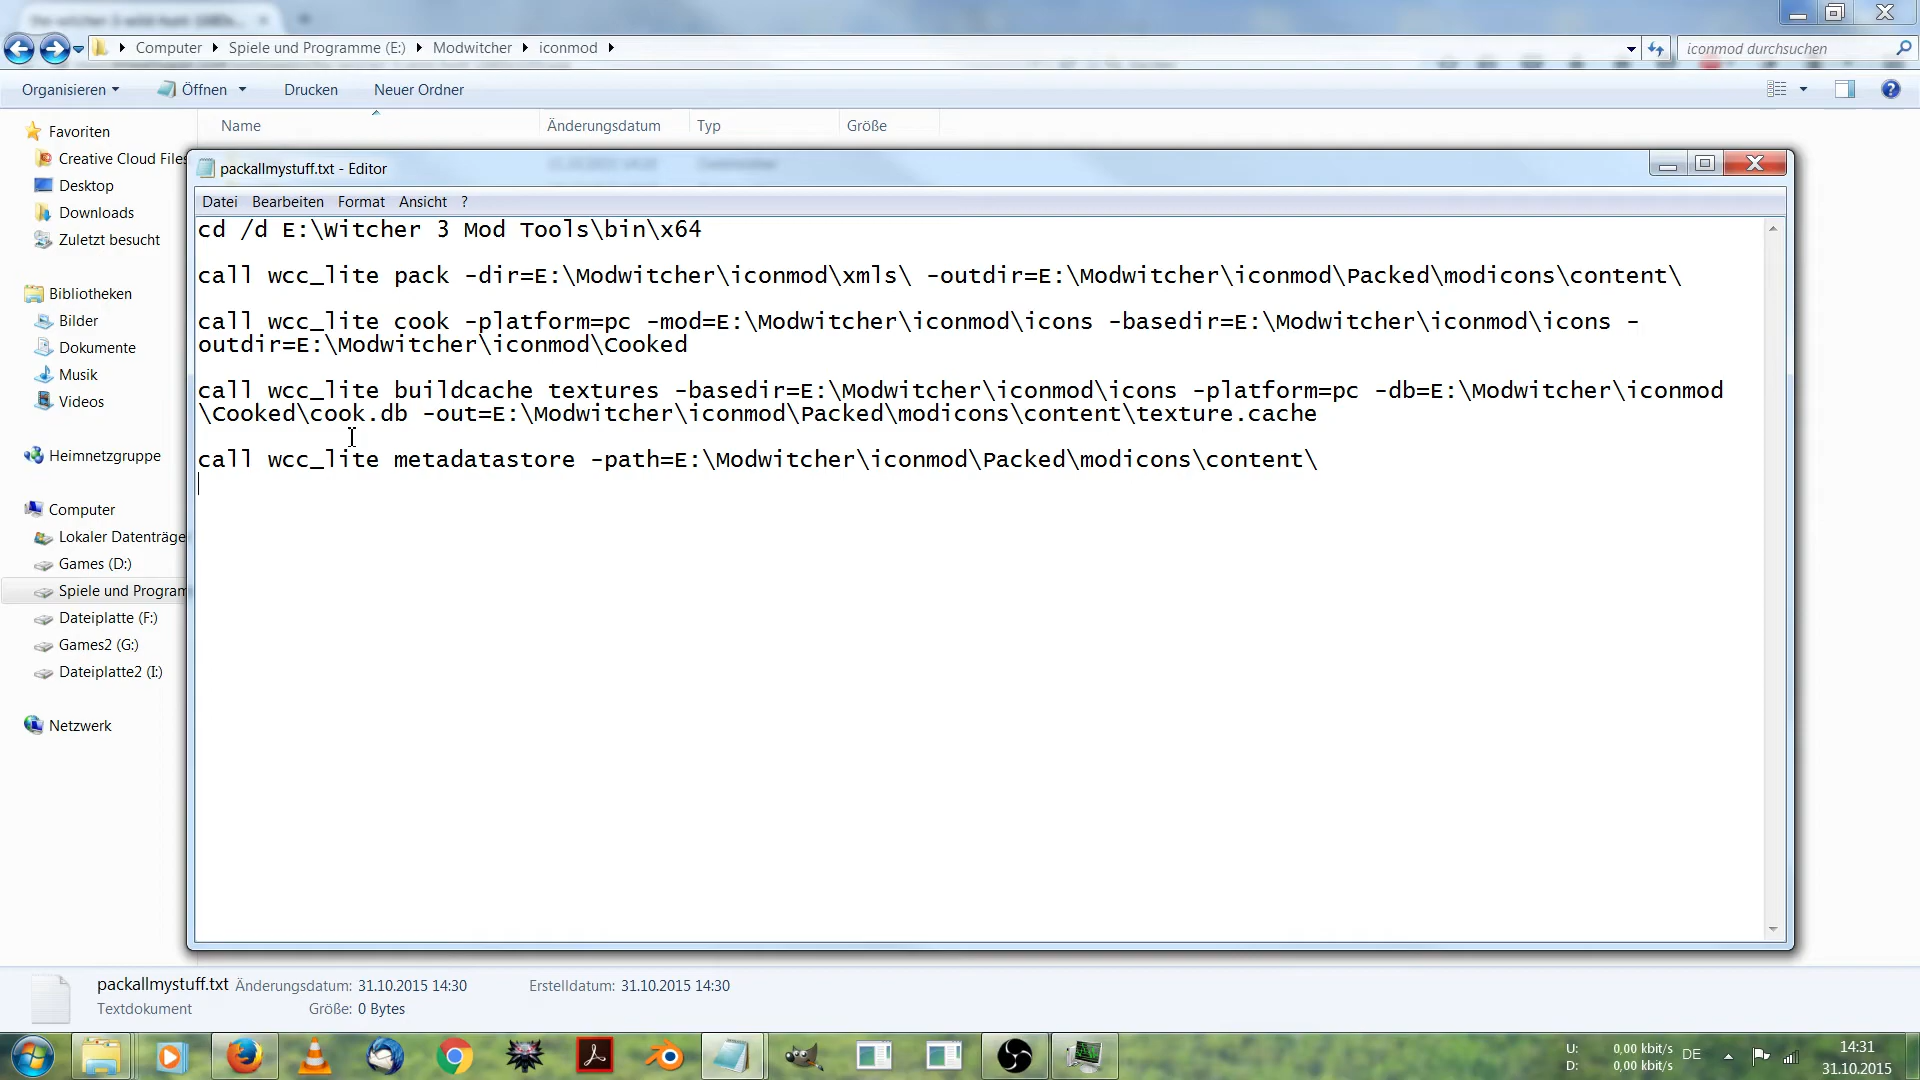 Computer ▸ Spiele und Programme (E:) ▸ Modwitcher ▸ iconmod ▸
iconmod durchsuchen
Organisieren Öffnen Drucken Neuer Ordner
Name Änderungsdatum Typ Größe
Favoriten
Creative Cloud Files
Desktop
Downloads
Zuletzt besucht
Bibliotheken
Bilder
Dokumente
Musik
Videos
Heimnetzgruppe
Computer
Lokaler Datenträge
Games (D:)
Spiele und Program
Dateiplatte (F:)
Games2 (G:)
Dateiplatte2 (I:)
Netzwerk
packallmystuff.txt - Editor
Datei Bearbeiten Format Ansicht ?
cd /d E:\Witcher 3 Mod Tools\bin\x64
call wcc_lite pack -dir=E:\Modwitcher\iconmod\xmls\ -outdir=E:\Modwitcher\iconmod\Packed\modicons\content\
call wcc_lite cook -platform=pc -mod=E:\Modwitcher\iconmod\icons -basedir=E:\Modwitcher\iconmod\icons -
outdir=E:\Modwitcher\iconmod\Cooked
call wcc_lite buildcache textures -basedir=E:\Modwitcher\iconmod\icons -platform=pc -db=E:\Modwitcher\iconmod
\Cooked\cook.db -out=E:\Modwitcher\iconmod\Packed\modicons\content\texture.cache
call wcc_lite metadatastore -path=E:\Modwitcher\iconmod\Packed\modicons\content\
packallmystuff.txt Änderungsdatum: 31.10.2015 14:30 Erstelldatum: 31.10.2015 14:30
Textdokument Größe: 0 Bytes
U: 0,00 kbit/s
D: 0,00 kbit/s
DE
14:31
31.10.2015